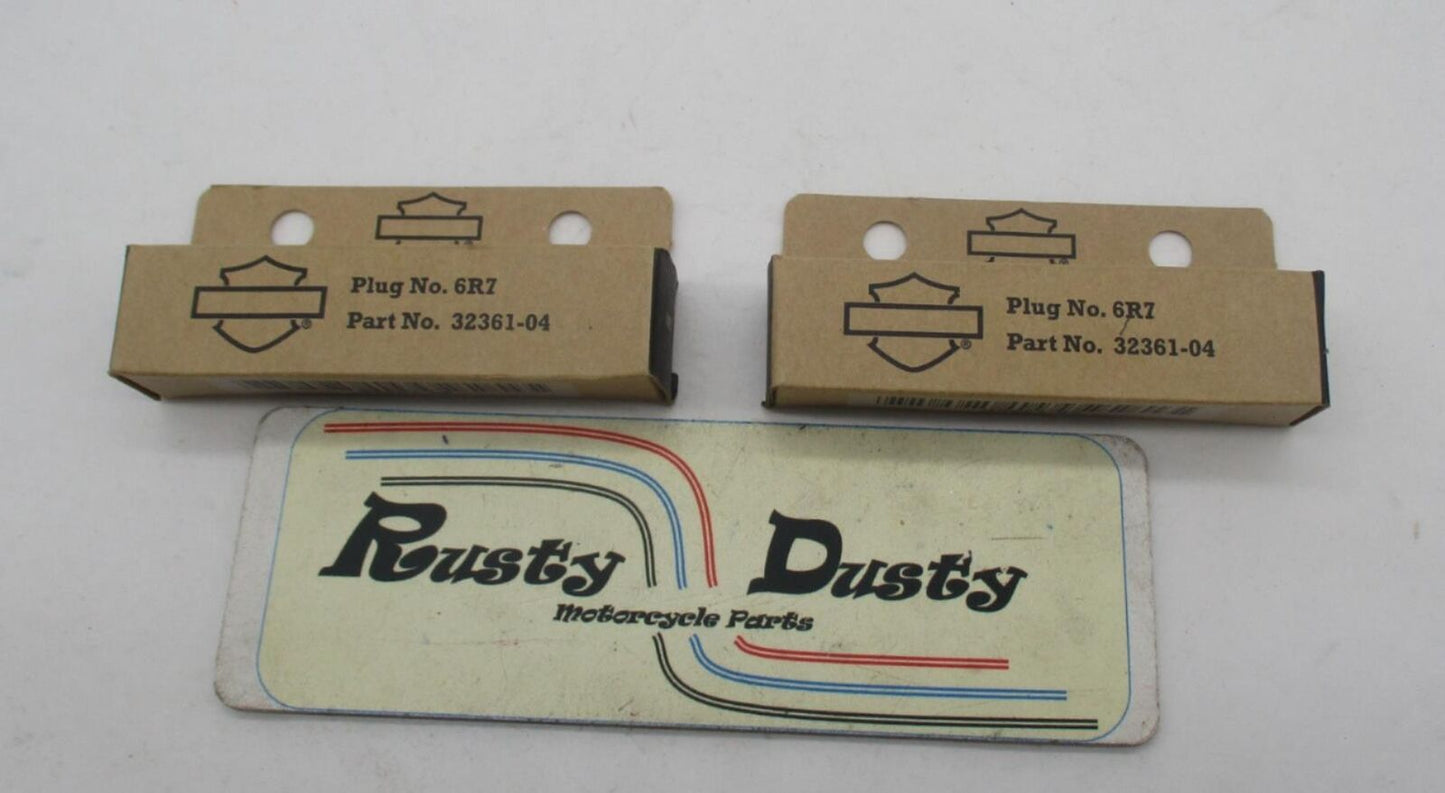 Plug No. 6R7
Part No. 32361-04
®
Plug No. 6R7
Part No. 32361-04
®
Rusty Dusty
Motorcycle Parts